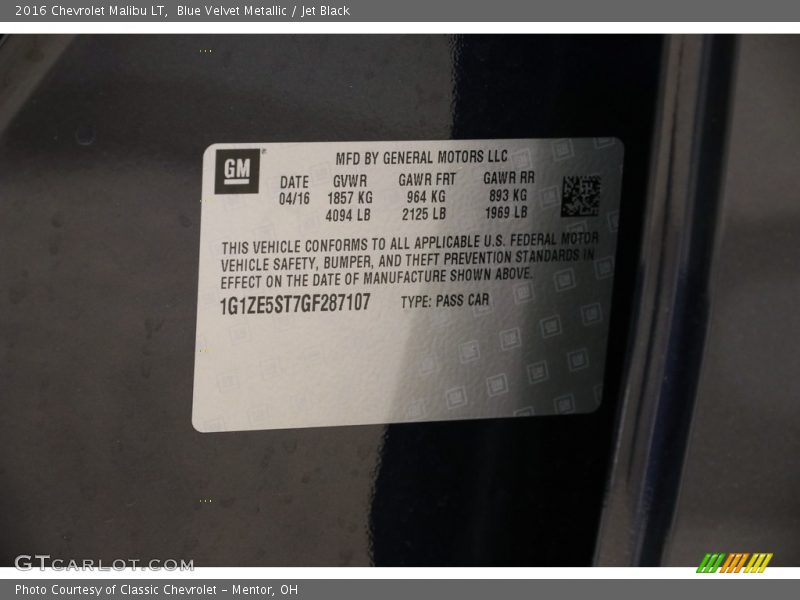 2016 Chevrolet Malibu LT, Blue Velvet Metallic / Jet Black
GM
MFD BY GENERAL MOTORS LLC
DATE GVWR GAWR FRT GAWR RR
04/16 1857 KG 964 KG 893 KG
4094 LB 2125 LB 1969 LB
THIS VEHICLE CONFORMS TO ALL APPLICABLE U.S. FEDERAL MOTOR
VEHICLE SAFETY, BUMPER, AND THEFT PREVENTION STANDARDS IN
EFFECT ON THE DATE OF MANUFACTURE SHOWN ABOVE.
1G1ZE5ST7GF287107 TYPE: PASS CAR
GTCARLOT.COM
Photo Courtesy of Classic Chevrolet - Mentor, OH